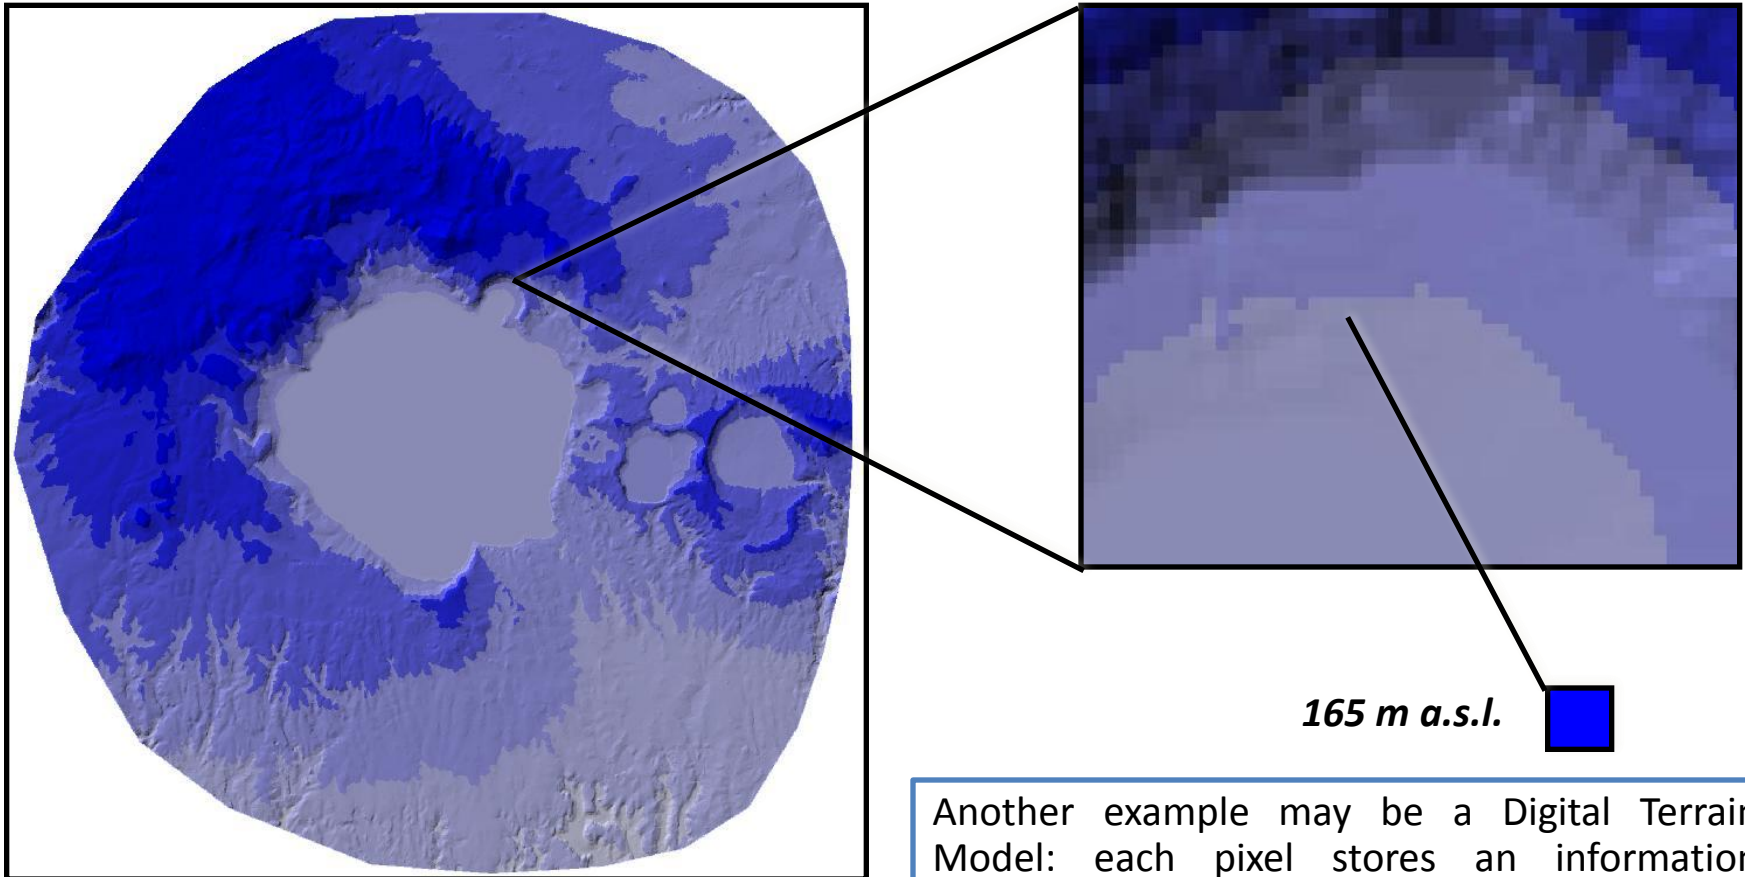 165 m a.s.l.
Another example may be a Digital Terrain
Model: each pixel stores an information